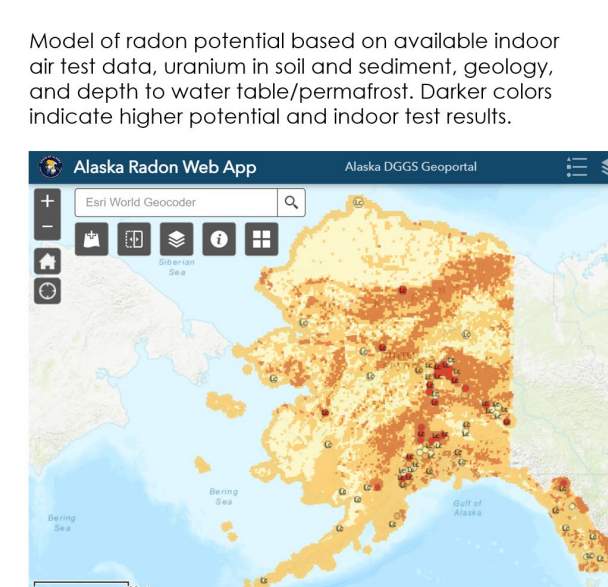 Model of radon potential based on available indoor
air test data, uranium in soil and sediment, geology,
and depth to water table/permafrost. Darker colors
indicate higher potential and indoor test results.
Alaska Radon Web App
Alaska DGGS Geoportal
+
Esri World Geocoder
−
Siberian
Sea
Bering
Sea
Gulf of
Alaska
Bering
Sea